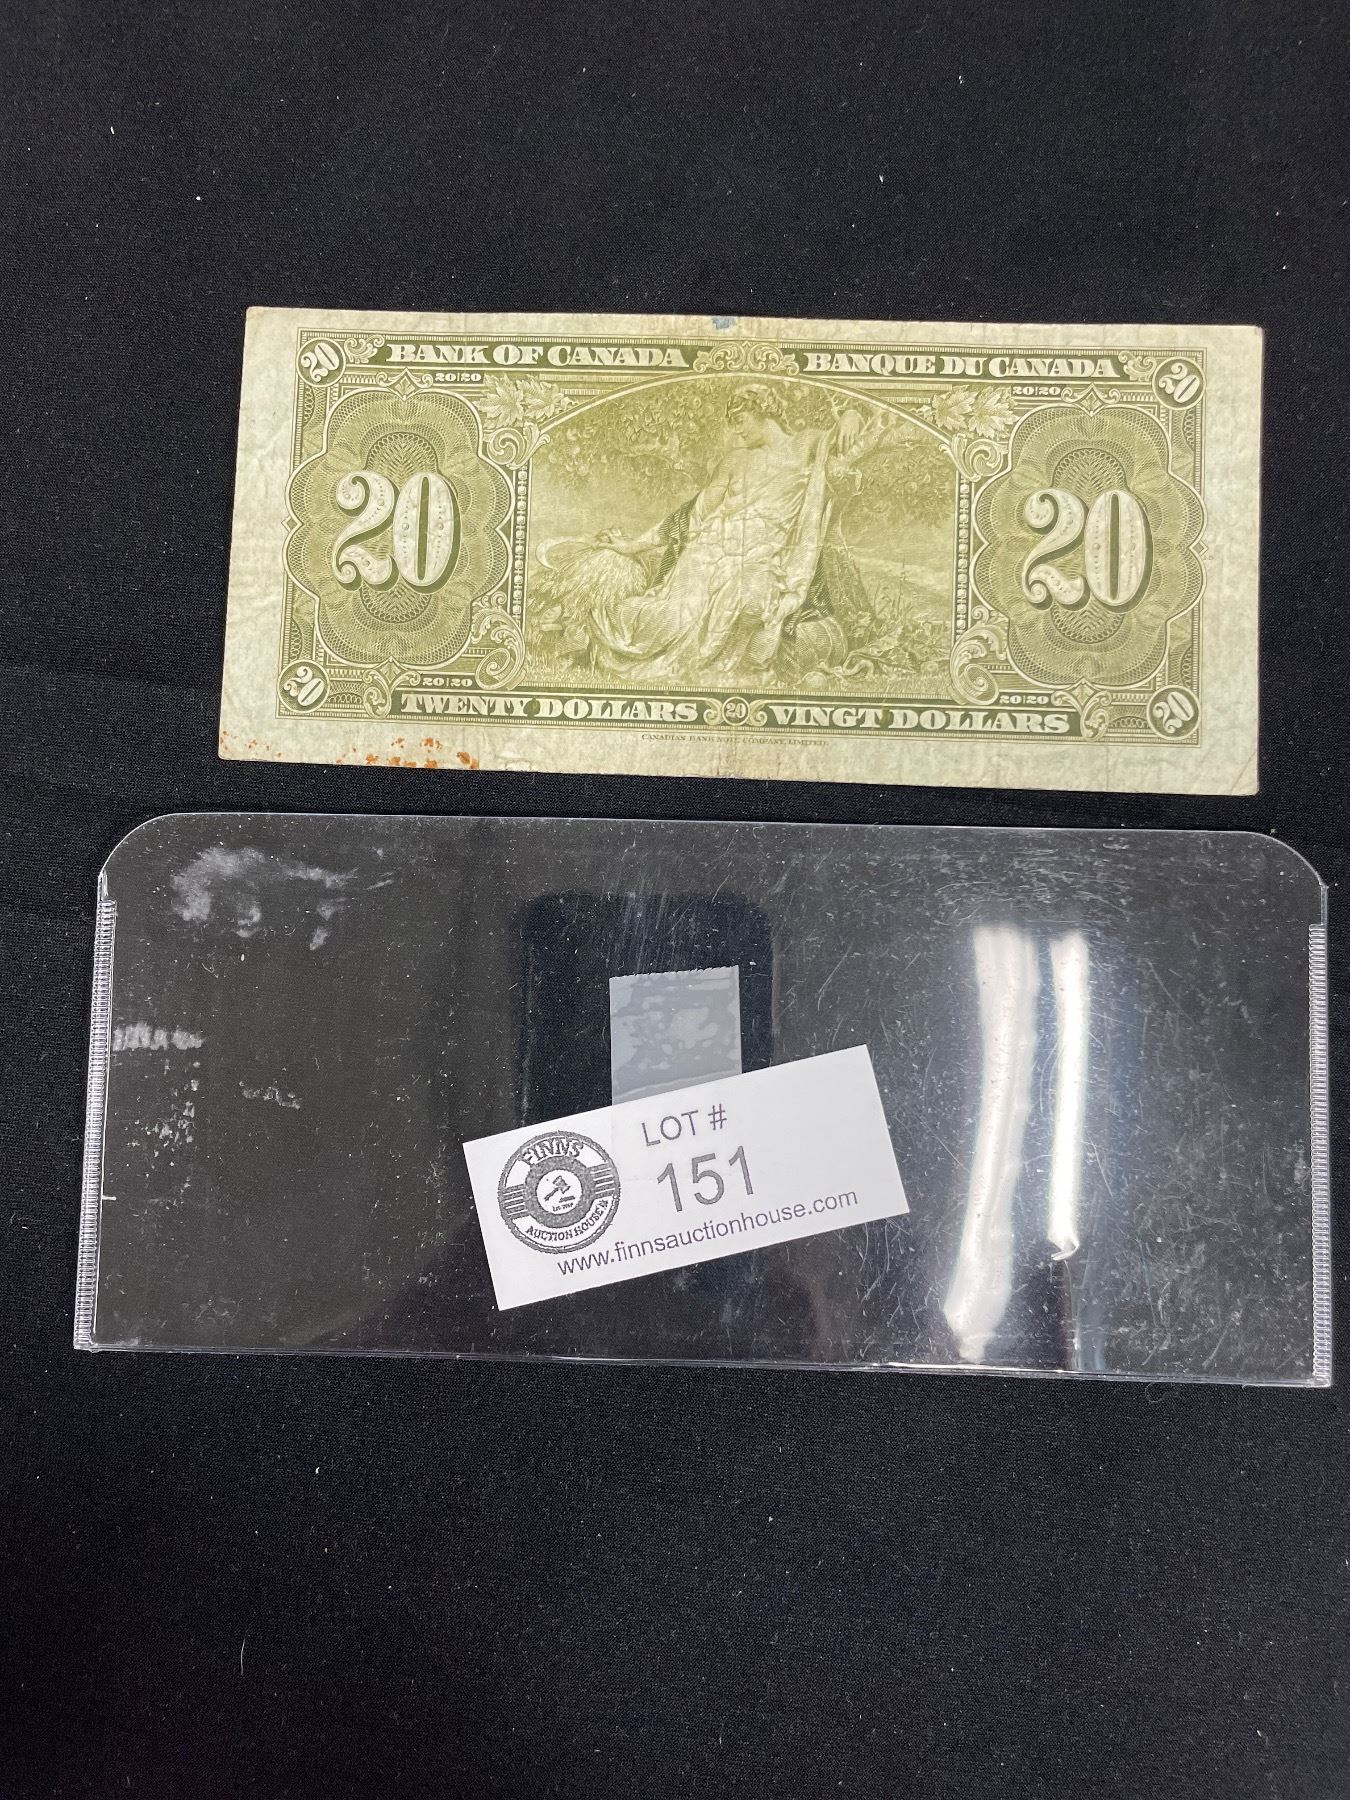 20 BANK OF CANADA BANQUE DU CANADA 20
20|20 20|20
20 20
20|20 20|20
20 TWENTY DOLLARS 20 VINGT DOLLARS 20
CANADIAN BANK NOTE COMPANY, LIMITED.
LOT #
FINNS
151
AUCTION HOUSE
www.finnsauctionhouse.com